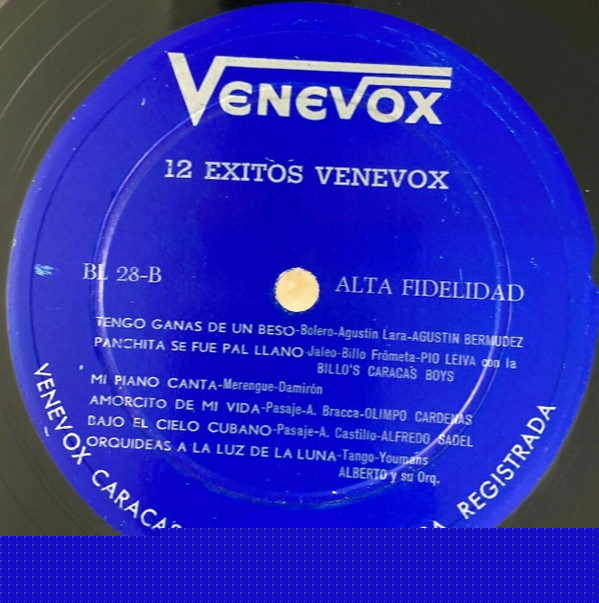 VENEVOX
12 EXITOS VENEVOX
BL 28-B
ALTA FIDELIDAD
TENGO GANAS DE UN BESO-Bolero-Agustin Lara-AGUSTIN BERMUDEZ
PANCHITA SE FUE PAL LLANO-Jaleo-Billo Frómeta-PIO LEIVA con la
BILLO'S CARACAS BOYS
MI PIANO CANTA-Merengue-Damirón
AMORCITO DE MI VIDA-Pasaje-A. Bracca-OLIMPO CARDENAS
BAJO EL CIELO CUBANO-Pasaje-A. Castillo-ALFREDO SADEL
ORQUIDEAS A LA LUZ DE LA LUNA-Tango-Youmans
ALBERTO y su Orq.
VENEVOX CARACAS
REGISTRADA